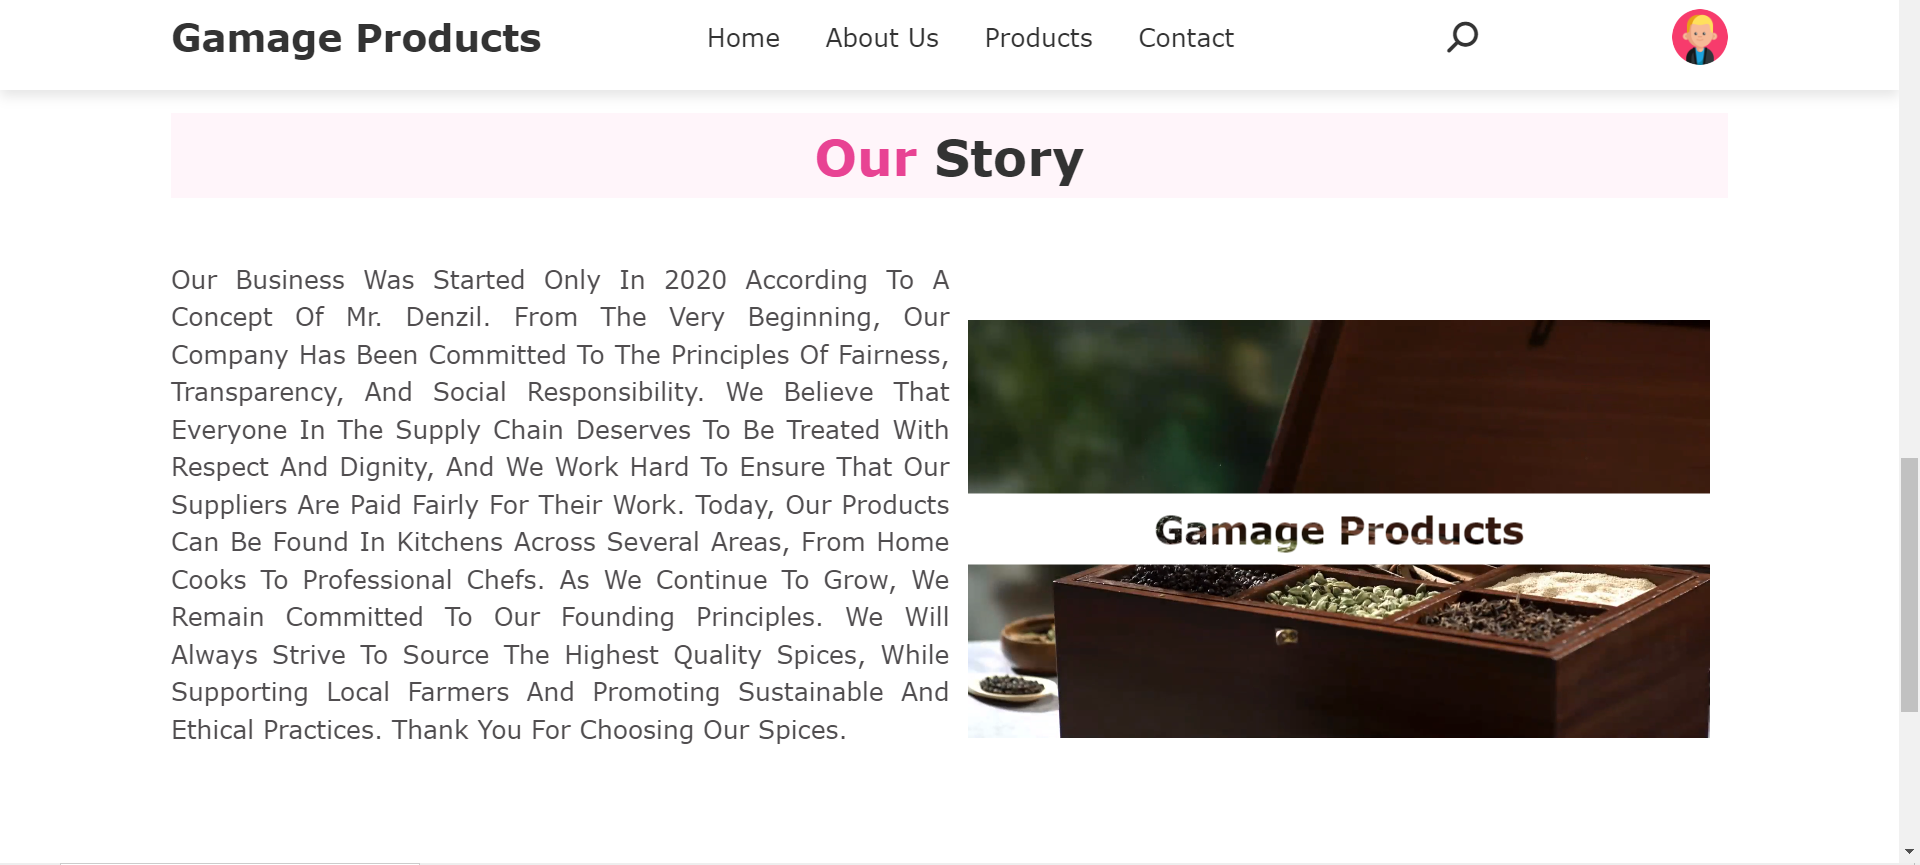 Gamage Products
Home About Us Products Contact
Our Story
Our Business Was Started Only In 2020 According To A
Concept Of Mr. Denzil. From The Very Beginning, Our
Company Has Been Committed To The Principles Of Fairness,
Transparency, And Social Responsibility. We Believe That
Everyone In The Supply Chain Deserves To Be Treated With
Respect And Dignity, And We Work Hard To Ensure That Our
Suppliers Are Paid Fairly For Their Work. Today, Our Products
Can Be Found In Kitchens Across Several Areas, From Home
Cooks To Professional Chefs. As We Continue To Grow, We
Remain Committed To Our Founding Principles. We Will
Always Strive To Source The Highest Quality Spices, While
Supporting Local Farmers And Promoting Sustainable And
Ethical Practices. Thank You For Choosing Our Spices.
Gamage Products